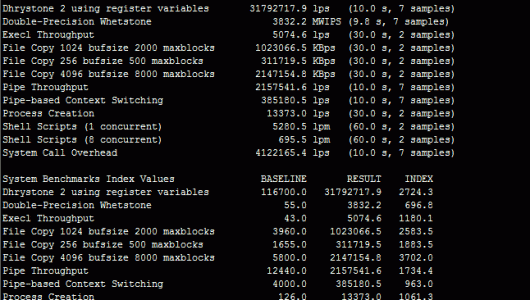 Dhrystone 2 using register variables 31792717.9 lps (10.0 s, 7 samples)
Double-Precision Whetstone 3832.2 MWIPS (9.8 s, 7 samples)
Execl Throughput 5074.6 lps (30.0 s, 2 samples)
File Copy 1024 bufsize 2000 maxblocks 1023066.5 KBps (30.0 s, 2 samples)
File Copy 256 bufsize 500 maxblocks 311719.5 KBps (30.0 s, 2 samples)
File Copy 4096 bufsize 8000 maxblocks 2147154.8 KBps (30.0 s, 2 samples)
Pipe Throughput 2157541.6 lps (10.0 s, 7 samples)
Pipe-based Context Switching 385180.5 lps (10.0 s, 7 samples)
Process Creation 13373.0 lps (30.0 s, 2 samples)
Shell Scripts (1 concurrent) 5280.5 lpm (60.0 s, 2 samples)
Shell Scripts (8 concurrent) 695.5 lpm (60.0 s, 2 samples)
System Call Overhead 4122165.4 lps (10.0 s, 7 samples)
System Benchmarks Index Values BASELINE RESULT INDEX
Dhrystone 2 using register variables 116700.0 31792717.9 2724.3
Double-Precision Whetstone 55.0 3832.2 696.8
Execl Throughput 43.0 5074.6 1180.1
File Copy 1024 bufsize 2000 maxblocks 3960.0 1023066.5 2583.5
File Copy 256 bufsize 500 maxblocks 1655.0 311719.5 1883.5
File Copy 4096 bufsize 8000 maxblocks 5800.0 2147154.8 3702.0
Pipe Throughput 12440.0 2157541.6 1734.4
Pipe-based Context Switching 4000.0 385180.5 963.0
Process Creation 126.0 13373.0 1061.3